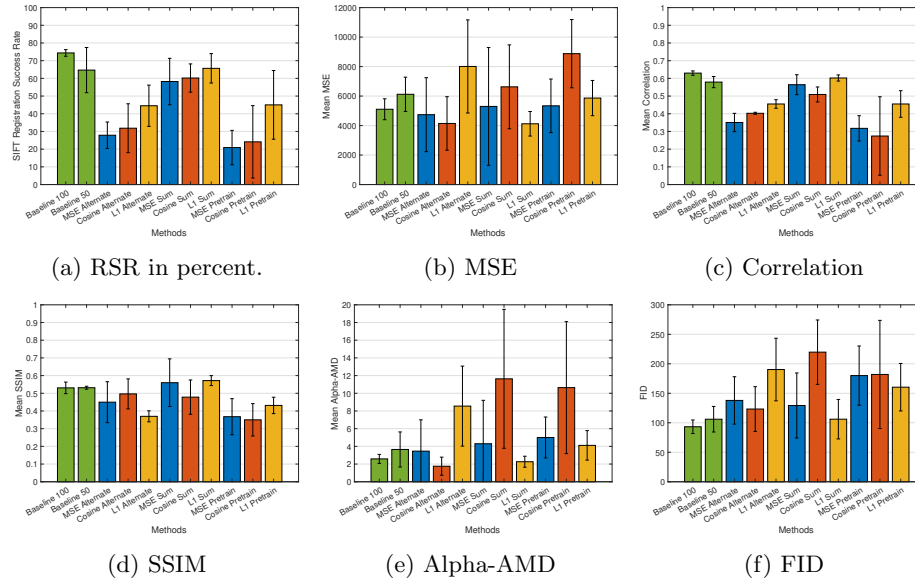 SIFT Registration Success Rate
100
90
80
70
60
50
40
30
20
10
0
Baseline 100
Baseline 50
MSE Alternate
Cosine Alternate
L1 Alternate
MSE Sum
Cosine Sum
L1 Sum
MSE Pretrain
Cosine Pretrain
L1 Pretrain
Methods
(a) RSR in percent.
Mean MSE
12000
10000
8000
6000
4000
2000
0
Baseline 100
Baseline 50
MSE Alternate
Cosine Alternate
L1 Alternate
MSE Sum
Cosine Sum
L1 Sum
MSE Pretrain
Cosine Pretrain
L1 Pretrain
Methods
(b) MSE
Mean Correlation
1
0.9
0.8
0.7
0.6
0.5
0.4
0.3
0.2
0.1
0
Baseline 100
Baseline 50
MSE Alternate
Cosine Alternate
L1 Alternate
MSE Sum
Cosine Sum
L1 Sum
MSE Pretrain
Cosine Pretrain
L1 Pretrain
Methods
(c) Correlation
Mean SSIM
1
0.9
0.8
0.7
0.6
0.5
0.4
0.3
0.2
0.1
0
Baseline 100
Baseline 50
MSE Alternate
Cosine Alternate
L1 Alternate
MSE Sum
Cosine Sum
L1 Sum
MSE Pretrain
Cosine Pretrain
L1 Pretrain
Methods
(d) SSIM
Mean Alpha-AMD
20
18
16
14
12
10
8
6
4
2
0
Baseline 100
Baseline 50
MSE Alternate
Cosine Alternate
L1 Alternate
MSE Sum
Cosine Sum
L1 Sum
MSE Pretrain
Cosine Pretrain
L1 Pretrain
Methods
(e) Alpha-AMD
FID
300
250
200
150
100
50
0
Baseline 100
Baseline 50
MSE Alternate
Cosine Alternate
L1 Alternate
MSE Sum
Cosine Sum
L1 Sum
MSE Pretrain
Cosine Pretrain
L1 Pretrain
Methods
(f) FID